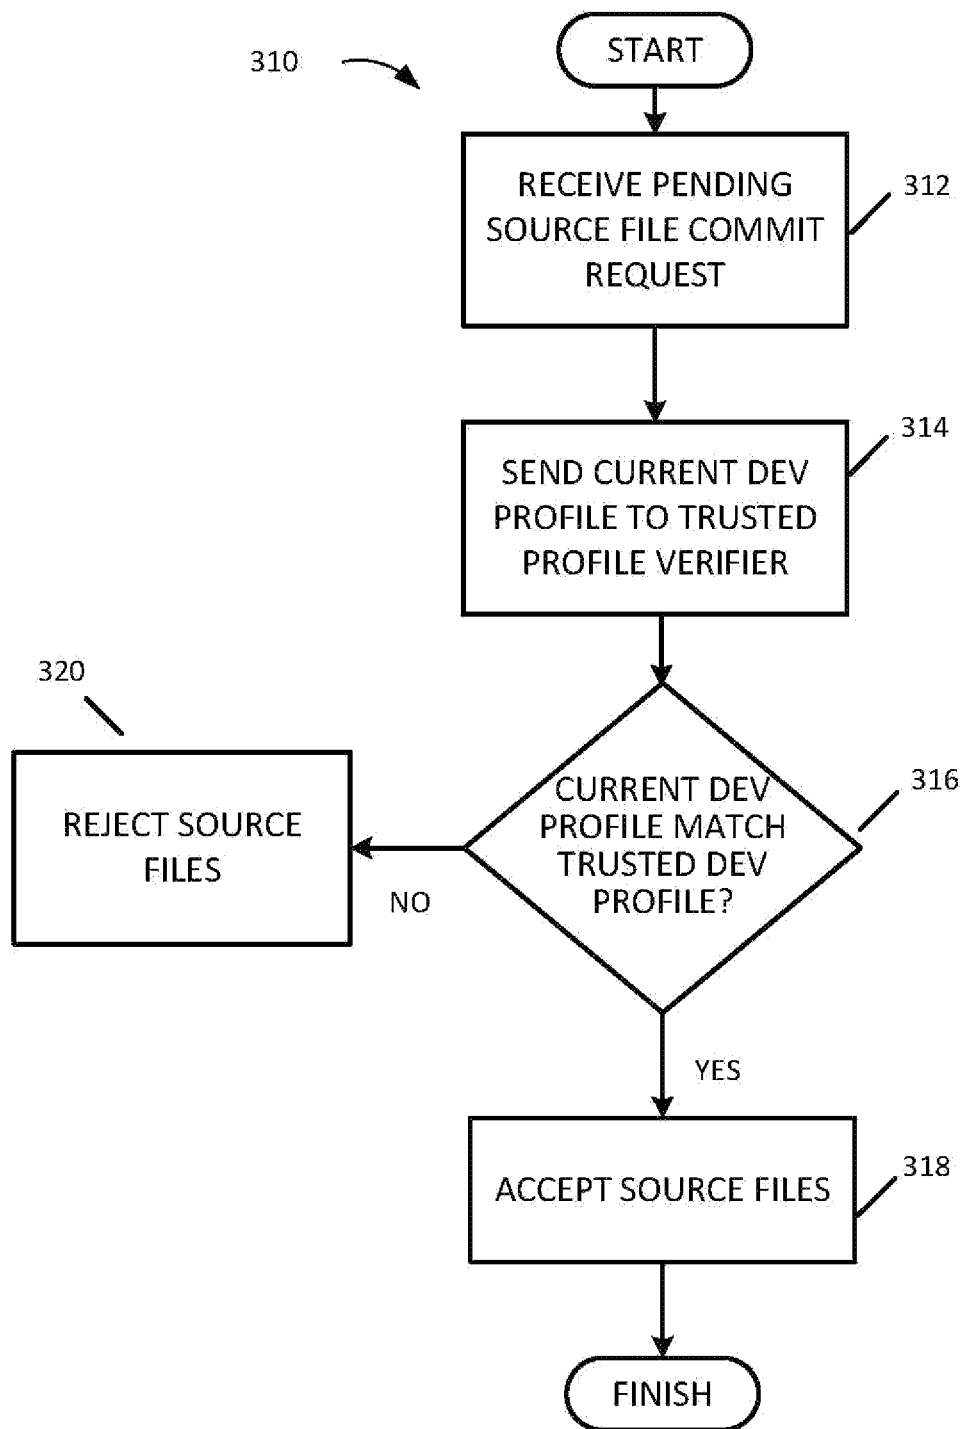 START
310
RECEIVE PENDING
SOURCE FILE COMMIT
REQUEST
312
SEND CURRENT DEV
PROFILE TO TRUSTED
PROFILE VERIFIER
314
320
REJECT SOURCE
FILES
CURRENT DEV
PROFILE MATCH
TRUSTED DEV
PROFILE?
316
NO
YES
ACCEPT SOURCE FILES
318
FINISH